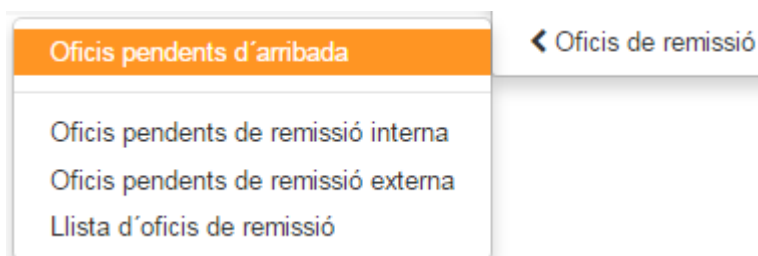 Oficis pendents d´arribada
Oficis de remissió
Oficis pendents de remissió interna
Oficis pendents de remissió externa
Llista d´oficis de remissió